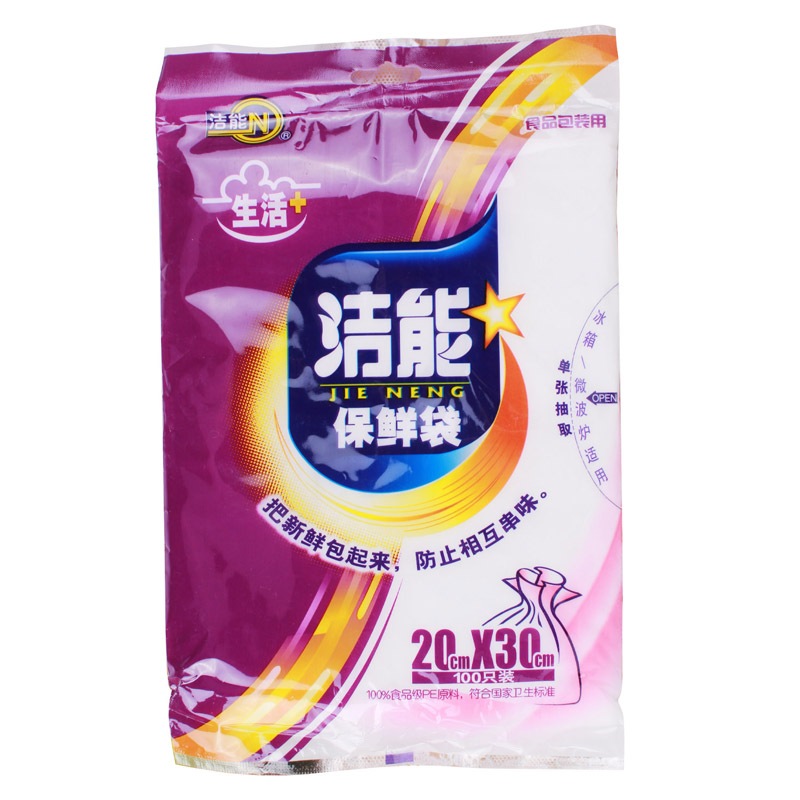 洁能N®
食品包装用
生活+
洁能
JIE NENG
保鲜袋
冰箱/微波炉适用
单张抽取
OPEN
把新鲜包起来，防止相互串味。
20cmX30cm
100只装
100%食品级PE原料，符合国家卫生标准